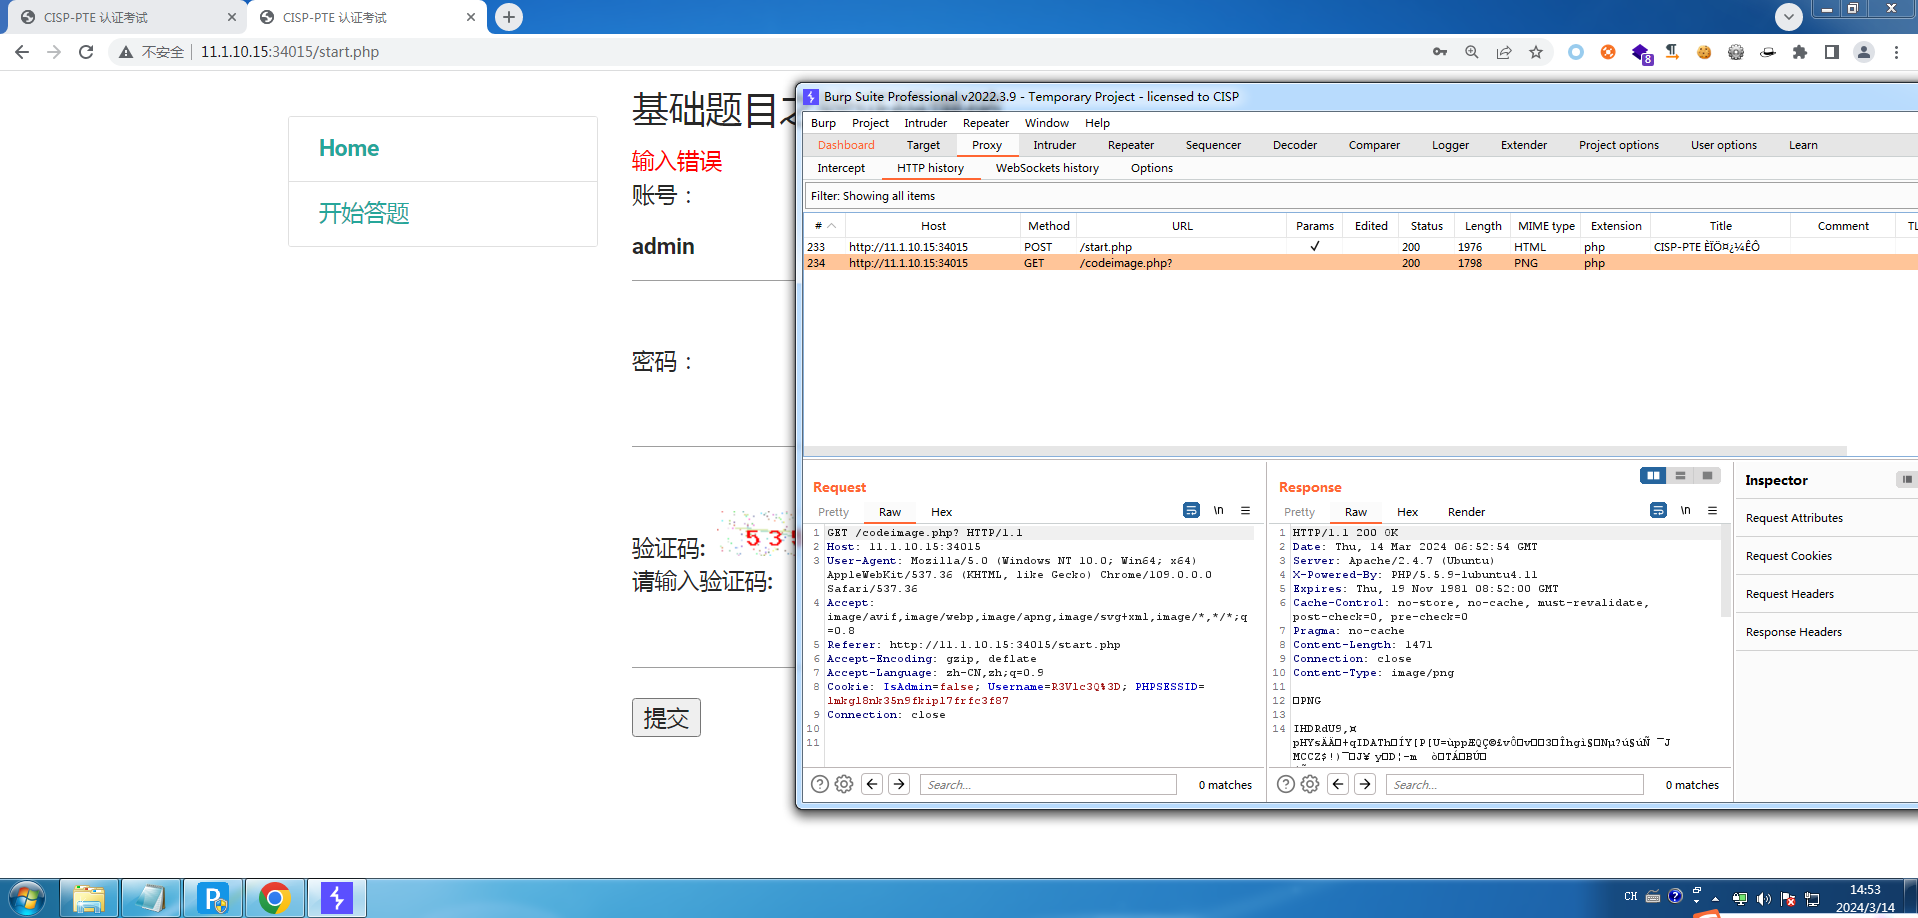 CISP-PTE 认证考试
CISP-PTE 认证考试
不安全
11.1.10.15:34015/start.php
8
Home
开始答题
基础题目之
输入错误
账号：
admin
密码：
验证码:
请输入验证码:
提交
Burp Suite Professional v2022.3.9 - Temporary Project - licensed to CISP
Burp Project Intruder Repeater Window Help
Dashboard Target Proxy Intruder Repeater Sequencer Decoder Comparer Logger Extender Project options User options Learn
Intercept HTTP history WebSockets history Options
Filter: Showing all items
# Host Method URL Params Edited Status Length MIME type Extension Title Comment TL
233 http://11.1.10.15:34015 POST /start.php ✓ 200 1976 HTML php CISP-PTE ÈÏÖ¤¿¼ÊÔ
234 http://11.1.10.15:34015 GET /codeimage.php? 200 1798 PNG php
Request
Pretty Raw Hex
\n
1 GET /codeimage.php? HTTP/1.1
2 Host: 11.1.10.15:34015
3 User-Agent: Mozilla/5.0 (Windows NT 10.0; Win64; x64)
AppleWebKit/537.36 (KHTML, like Gecko) Chrome/109.0.0.0
Safari/537.36
4 Accept:
image/avif,image/webp,image/apng,image/svg+xml,image/*,*/*;q
=0.8
5 Referer: http://11.1.10.15:34015/start.php
6 Accept-Encoding: gzip, deflate
7 Accept-Language: zh-CN,zh;q=0.9
8 Cookie: IsAdmin=false; Username=R3Vlc3Q%3D; PHPSESSID=
lmkgl8nk35n9fkipl7frfc3f87
9 Connection: close
10
11
Search...
0 matches
Response
Pretty Raw Hex Render
\n
1 HTTP/1.1 200 OK
2 Date: Thu, 14 Mar 2024 06:52:54 GMT
3 Server: Apache/2.4.7 (Ubuntu)
4 X-Powered-By: PHP/5.5.9-1ubuntu4.11
5 Expires: Thu, 19 Nov 1981 08:52:00 GMT
6 Cache-Control: no-store, no-cache, must-revalidate,
post-check=0, pre-check=0
7 Pragma: no-cache
8 Content-Length: 1471
9 Connection: close
10 Content-Type: image/png
11
12 PNG
13
14 IHDRdU9,¤
Search...
0 matches
Inspector
Request Attributes
Request Cookies
Request Headers
Response Headers
CH
14:53
2024/3/14